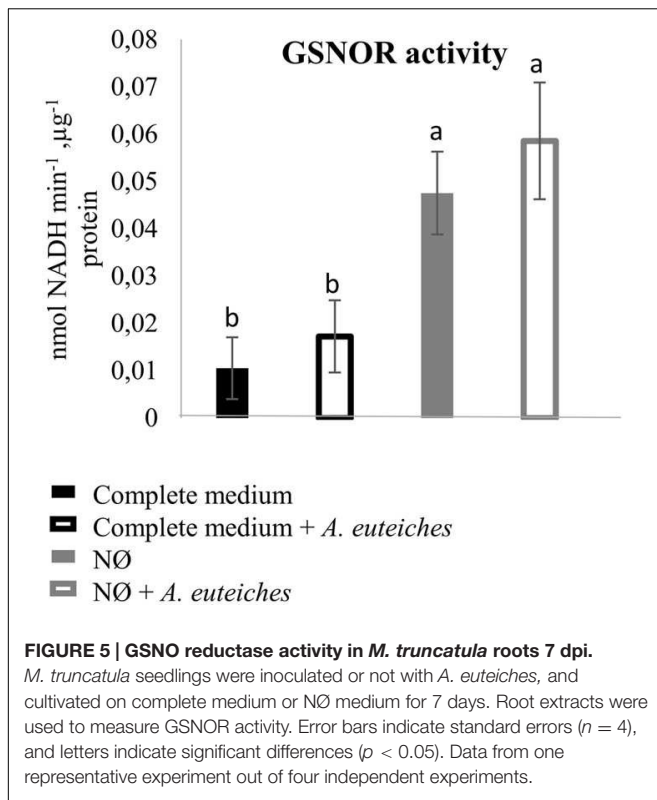 GSNOR activity
nmol NADH min⁻¹ ,µg⁻¹
protein
0,08
0,07
0,06
0,05
0,04
0,03
0,02
0,01
0
b
b
a
a
Complete medium
Complete medium + A. euteiches
NØ
NØ + A. euteiches
FIGURE 5 | GSNO reductase activity in M. truncatula roots 7 dpi.
M. truncatula seedlings were inoculated or not with A. euteiches, and
cultivated on complete medium or NØ medium for 7 days. Root extracts were
used to measure GSNOR activity. Error bars indicate standard errors (n = 4),
and letters indicate significant differences (p < 0.05). Data from one
representative experiment out of four independent experiments.